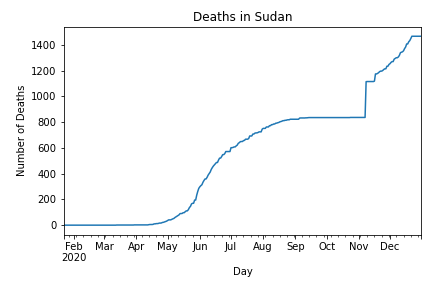 Deaths in Sudan
Number of Deaths
1400
1200
1000
800
600
400
200
0
Feb Mar Apr May Jun Jul Aug Sep Oct Nov Dec
2020
Day